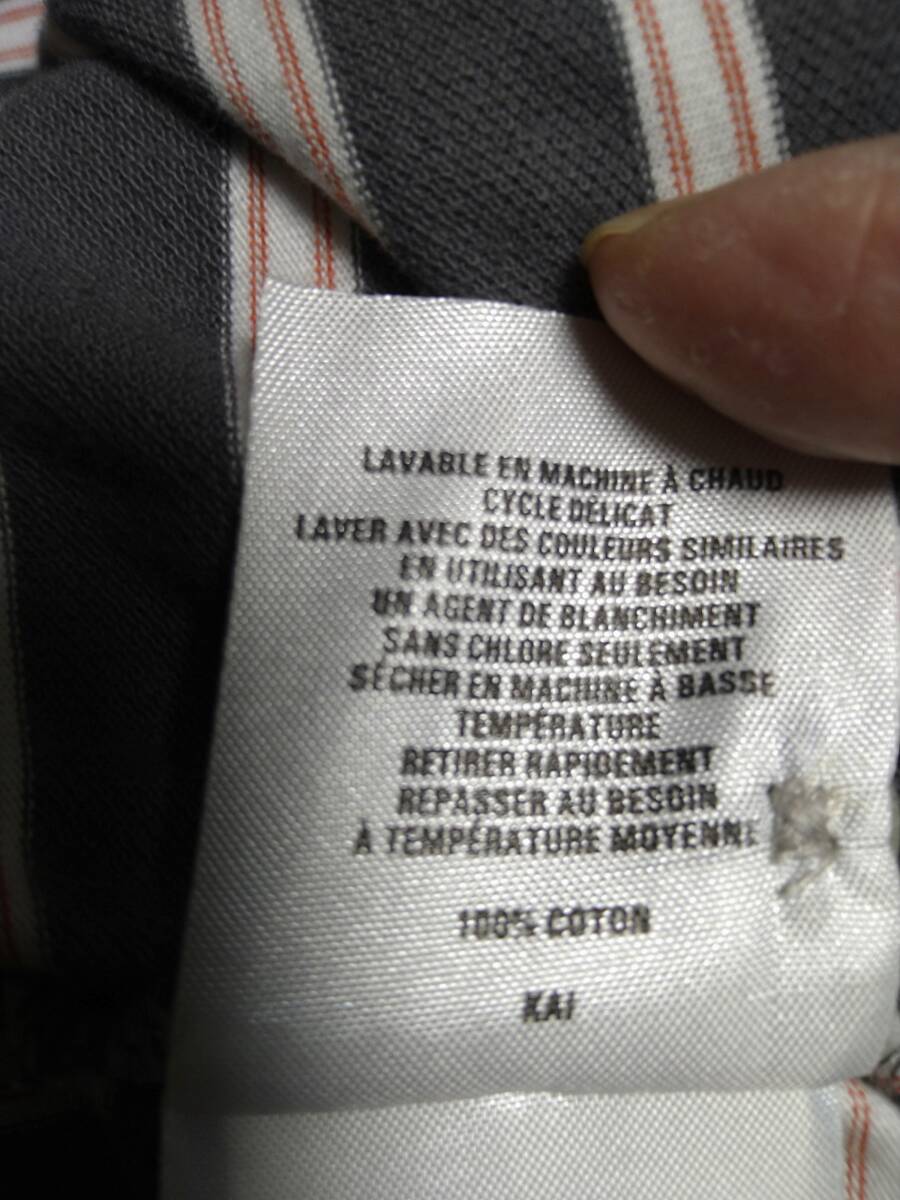 LAVABLE EN MACHINE À CHAUD
CYCLE DÉLICAT
LAVER AVEC DES COULEURS SIMILAIRES
EN UTILISANT AU BESOIN
UN AGENT DE BLANCHIMENT
SANS CHLORE SEULEMENT
SÉCHER EN MACHINE À BASSE
TEMPÉRATURE
RETIRER RAPIDEMENT
REPASSER AU BESOIN
À TEMPÉRATURE MOYENNE
100% COTON
KAI